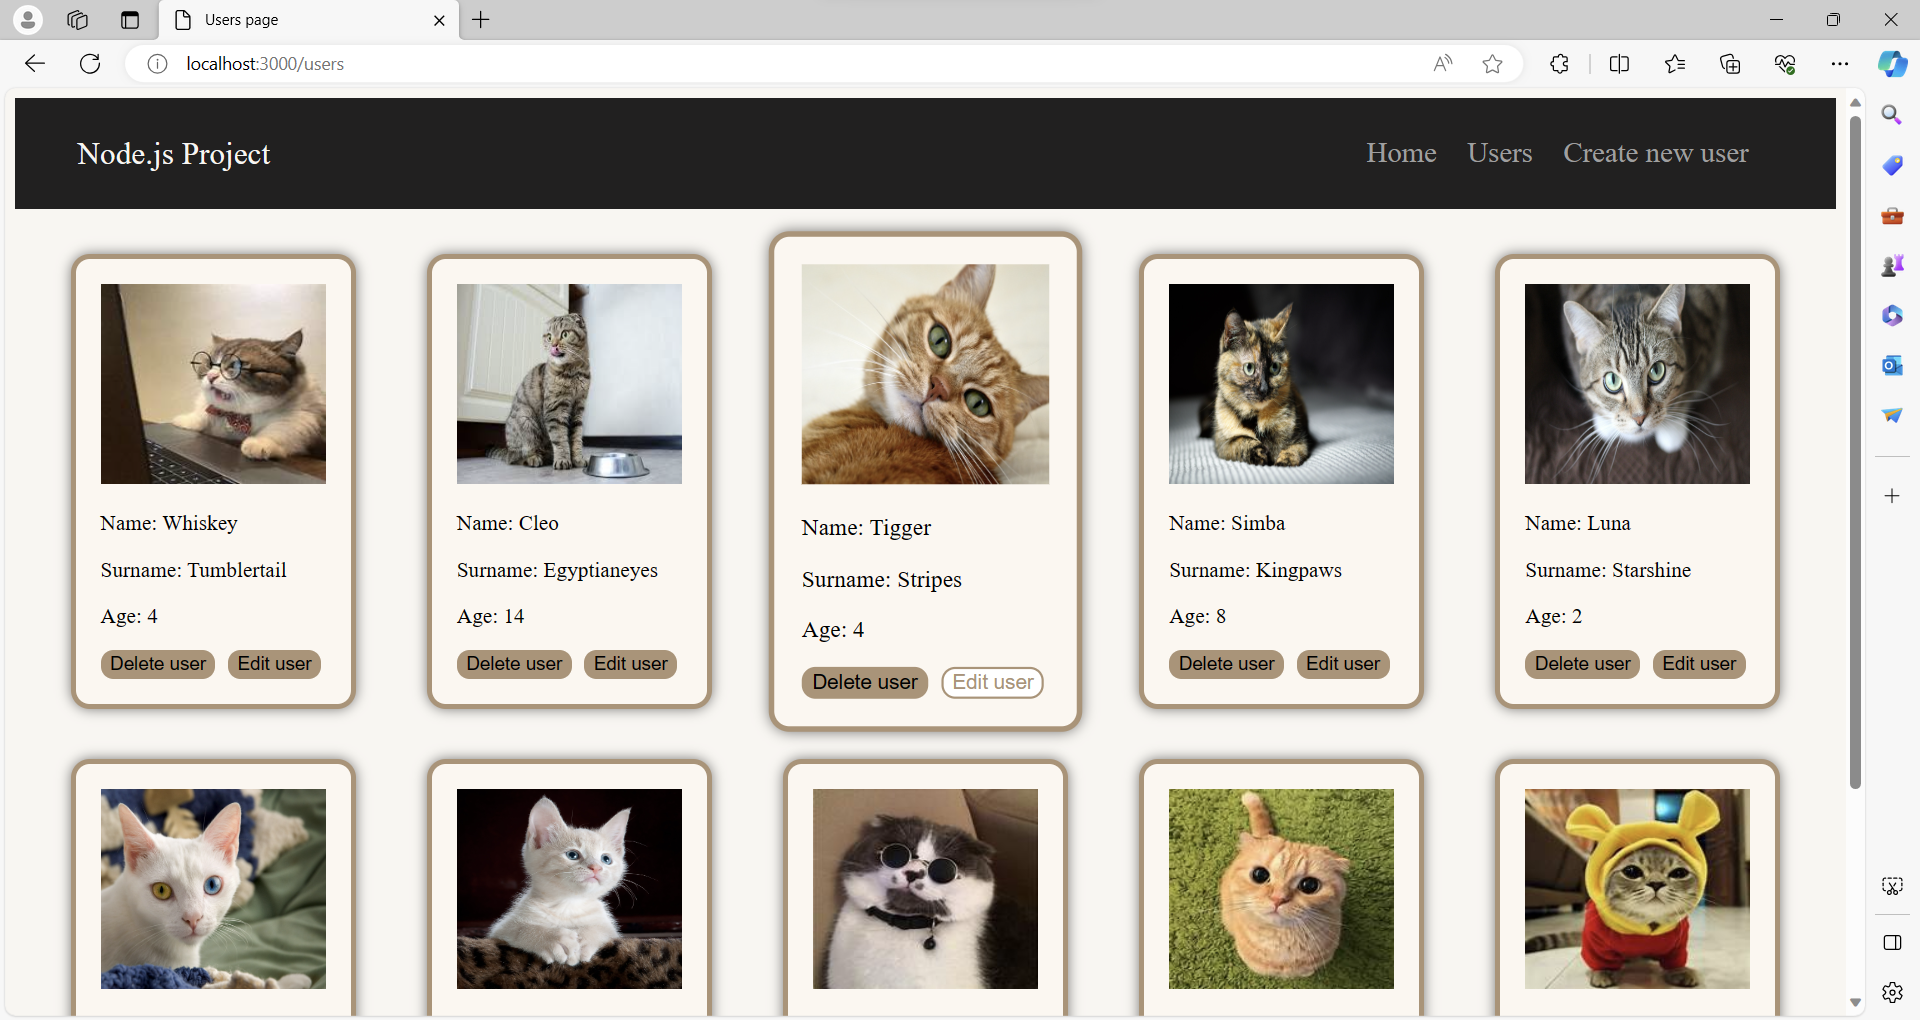 Users page
localhost:3000/users
Node.js Project
Home Users Create new user
Name: Whiskey
Surname: Tumblertail
Age: 4
Delete user Edit user
Name: Cleo
Surname: Egyptianeyes
Age: 14
Delete user Edit user
Name: Tigger
Surname: Stripes
Age: 4
Delete user Edit user
Name: Simba
Surname: Kingpaws
Age: 8
Delete user Edit user
Name: Luna
Surname: Starshine
Age: 2
Delete user Edit user